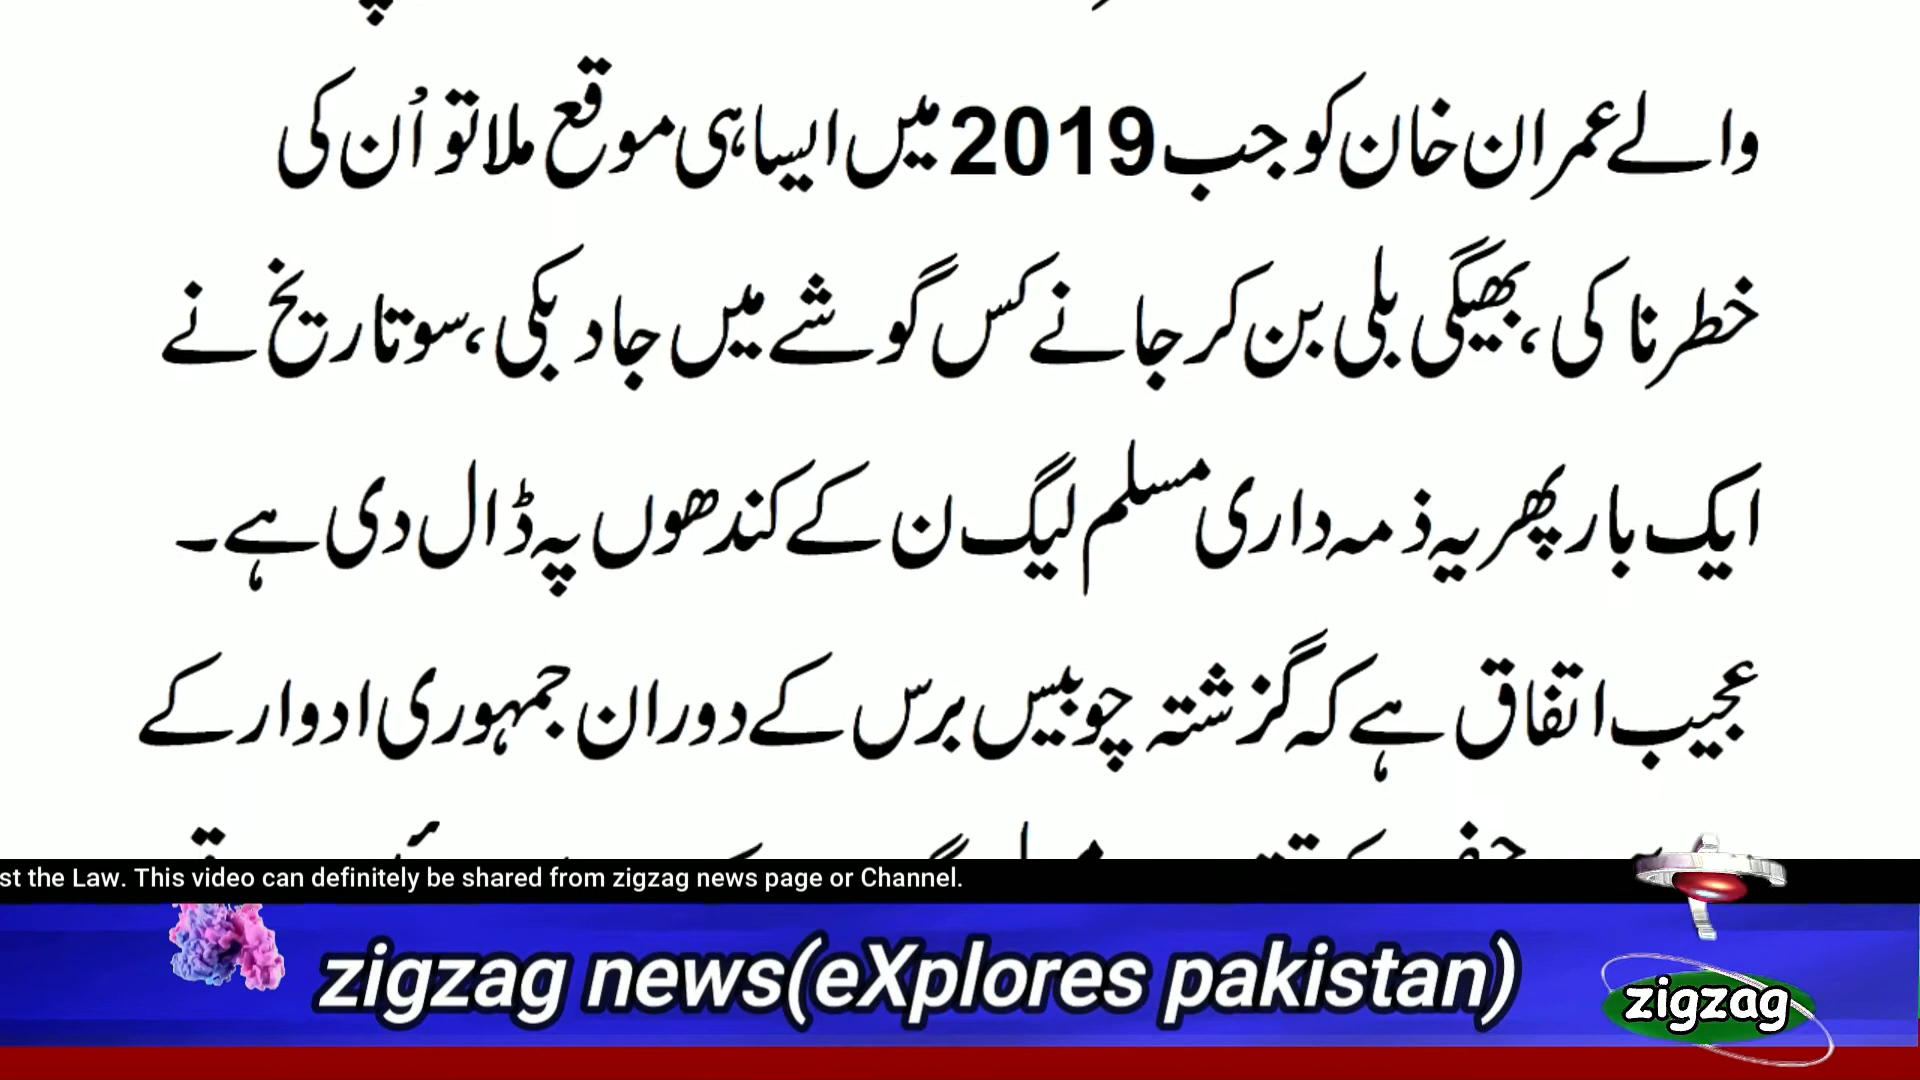 والے عمران خان کو جب 2019 میں ایسا ہی موقع ملا تو اُن کی
خطرناکی، بھیگی بلی بن کر جانے کس گوشے میں جا دبکی، سو تاریخ نے
ایک بار پھر یہ ذمہ داری مسلم لیگ ن کے کندھوں پہ ڈال دی ہے۔
عجیب اتفاق ہے کہ گزشتہ چوبیس برس کے دوران جمہوری ادوار کے
st the Law. This video can definitely be shared from zigzag news page or Channel.
zigzag news(eXplores pakistan)
zigzag